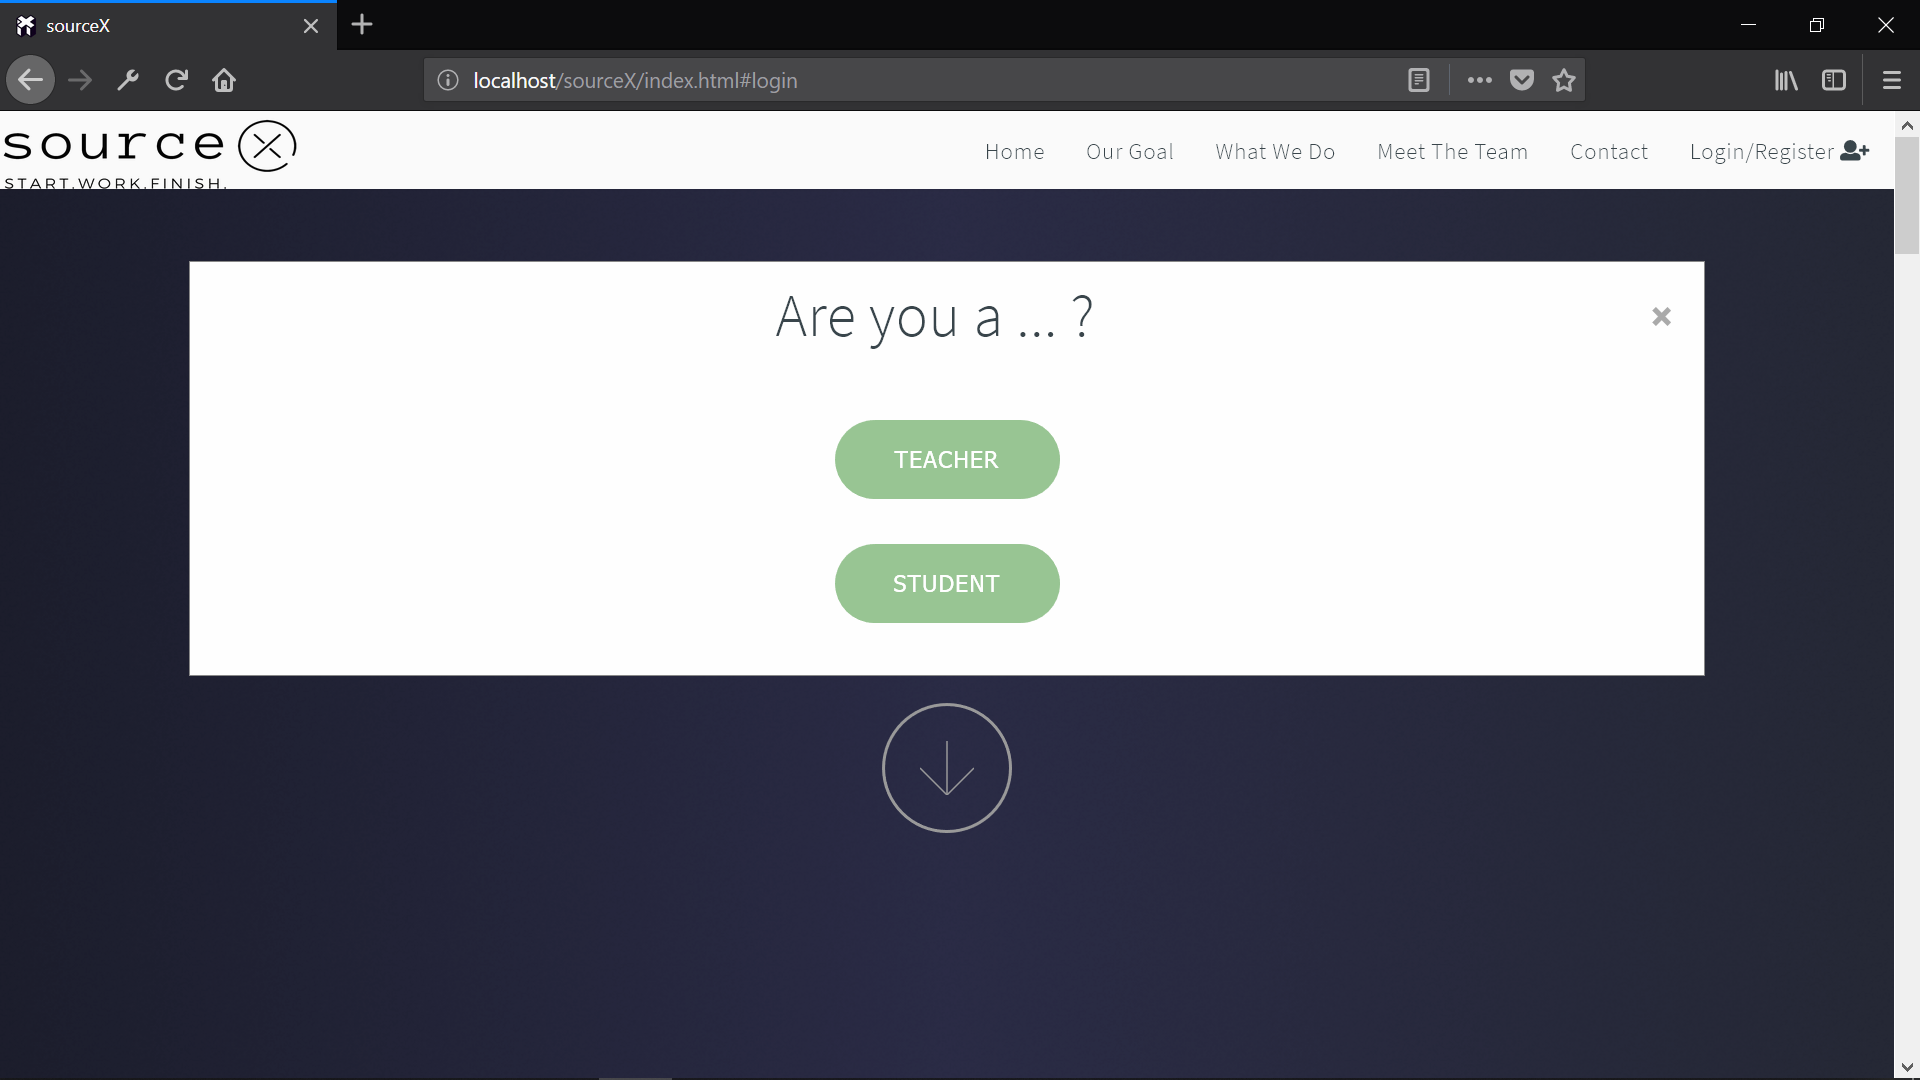 sourceX
localhost/sourceX/index.html#login
source X
START.WORK.FINISH.
Home Our Goal What We Do Meet The Team Contact Login/Register
Are you a ... ?
TEACHER
STUDENT